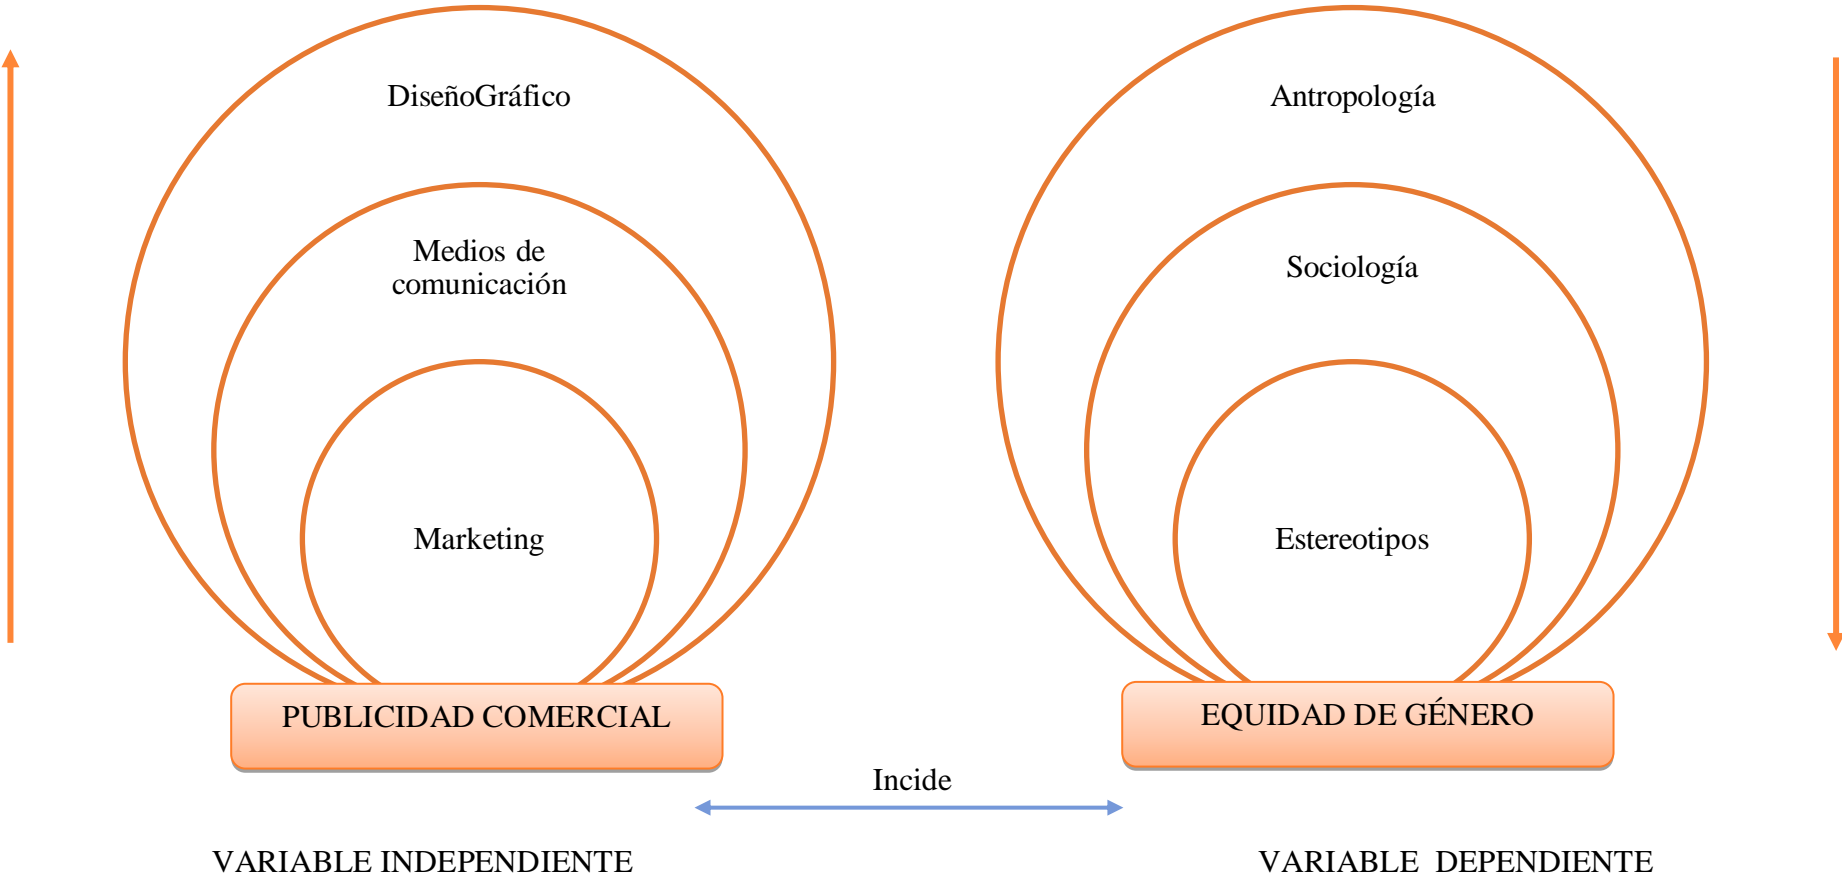 DiseñoGráfico
Medios de
comunicación
Marketing
PUBLICIDAD COMERCIAL
Antropología
Sociología
Estereotipos
EQUIDAD DE GÉNERO
Incide
VARIABLE INDEPENDIENTE
VARIABLE DEPENDIENTE